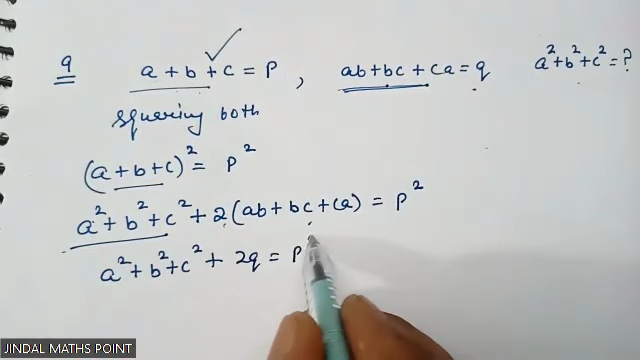 9 a + b + c = p , ab + bc + ca = q a² + b² + c² = ?
squaring both
(a + b + c)² = p²
a² + b² + c² + 2(ab + bc + ca) = p²
a² + b² + c² + 2q = p
JINDAL MATHS POINT